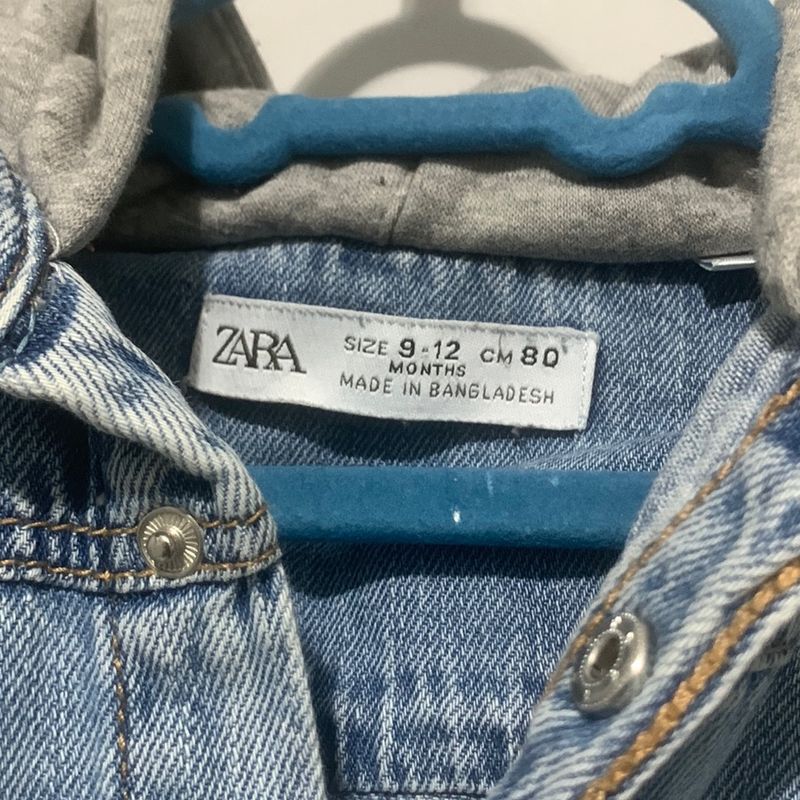 ZARA
SIZE 9-12 CM 80
MONTHS
MADE IN BANGLADESH